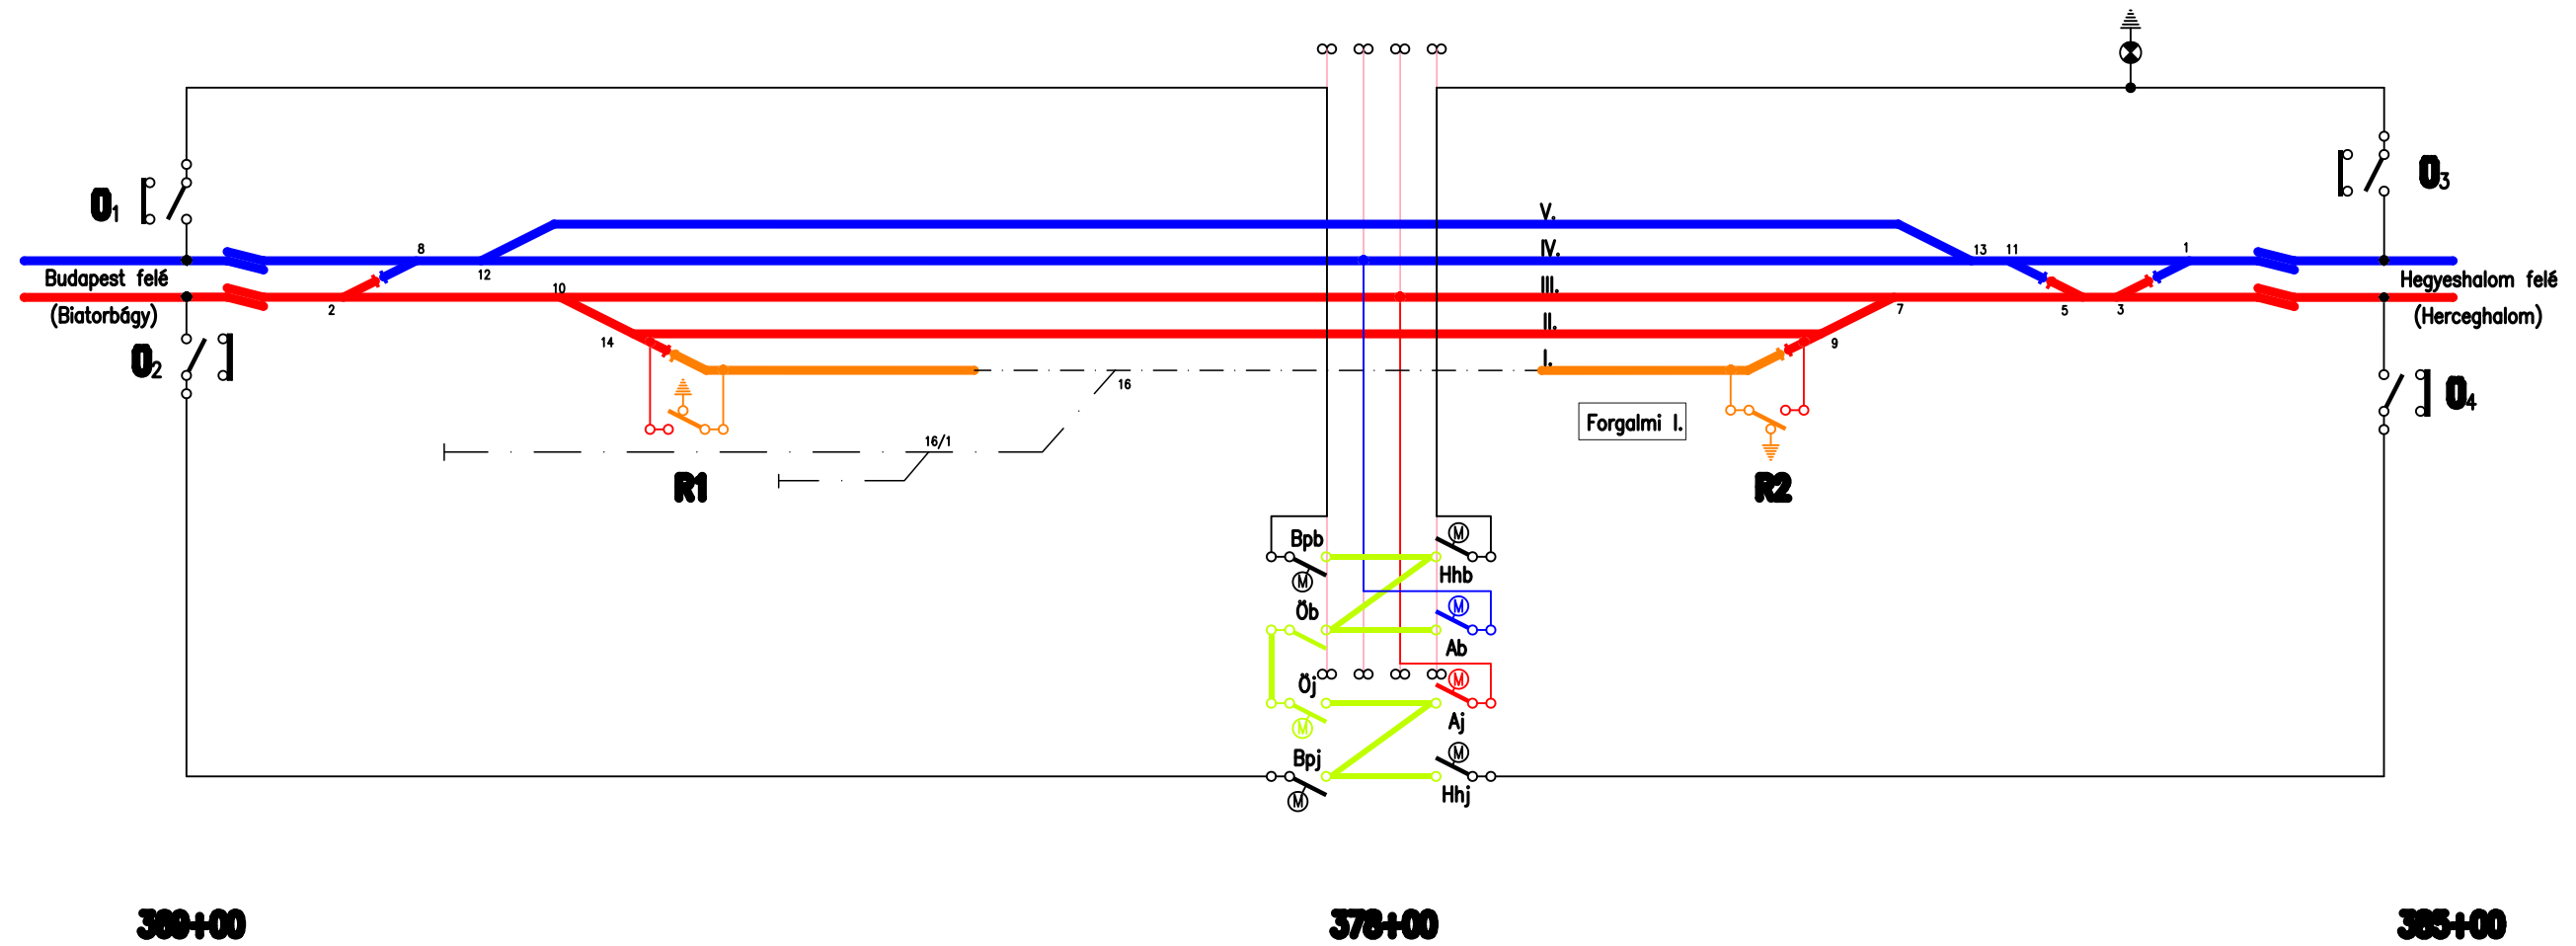 V.
O1
O3
8
IV.
13
11
1
12
Budapest felé
10
III.
Hegyeshalom felé
(Biatorbágy)
2
7
5
3
(Herceghalom)
II.
14
9
O2
I.
16
O4
Forgalmi I.
16/1
R1
R2
M
Bpb
M
Hhb
M
Öb
Ab
M
Öj
M
Aj
M
Bpj
M
Hhj
378+00
385+00